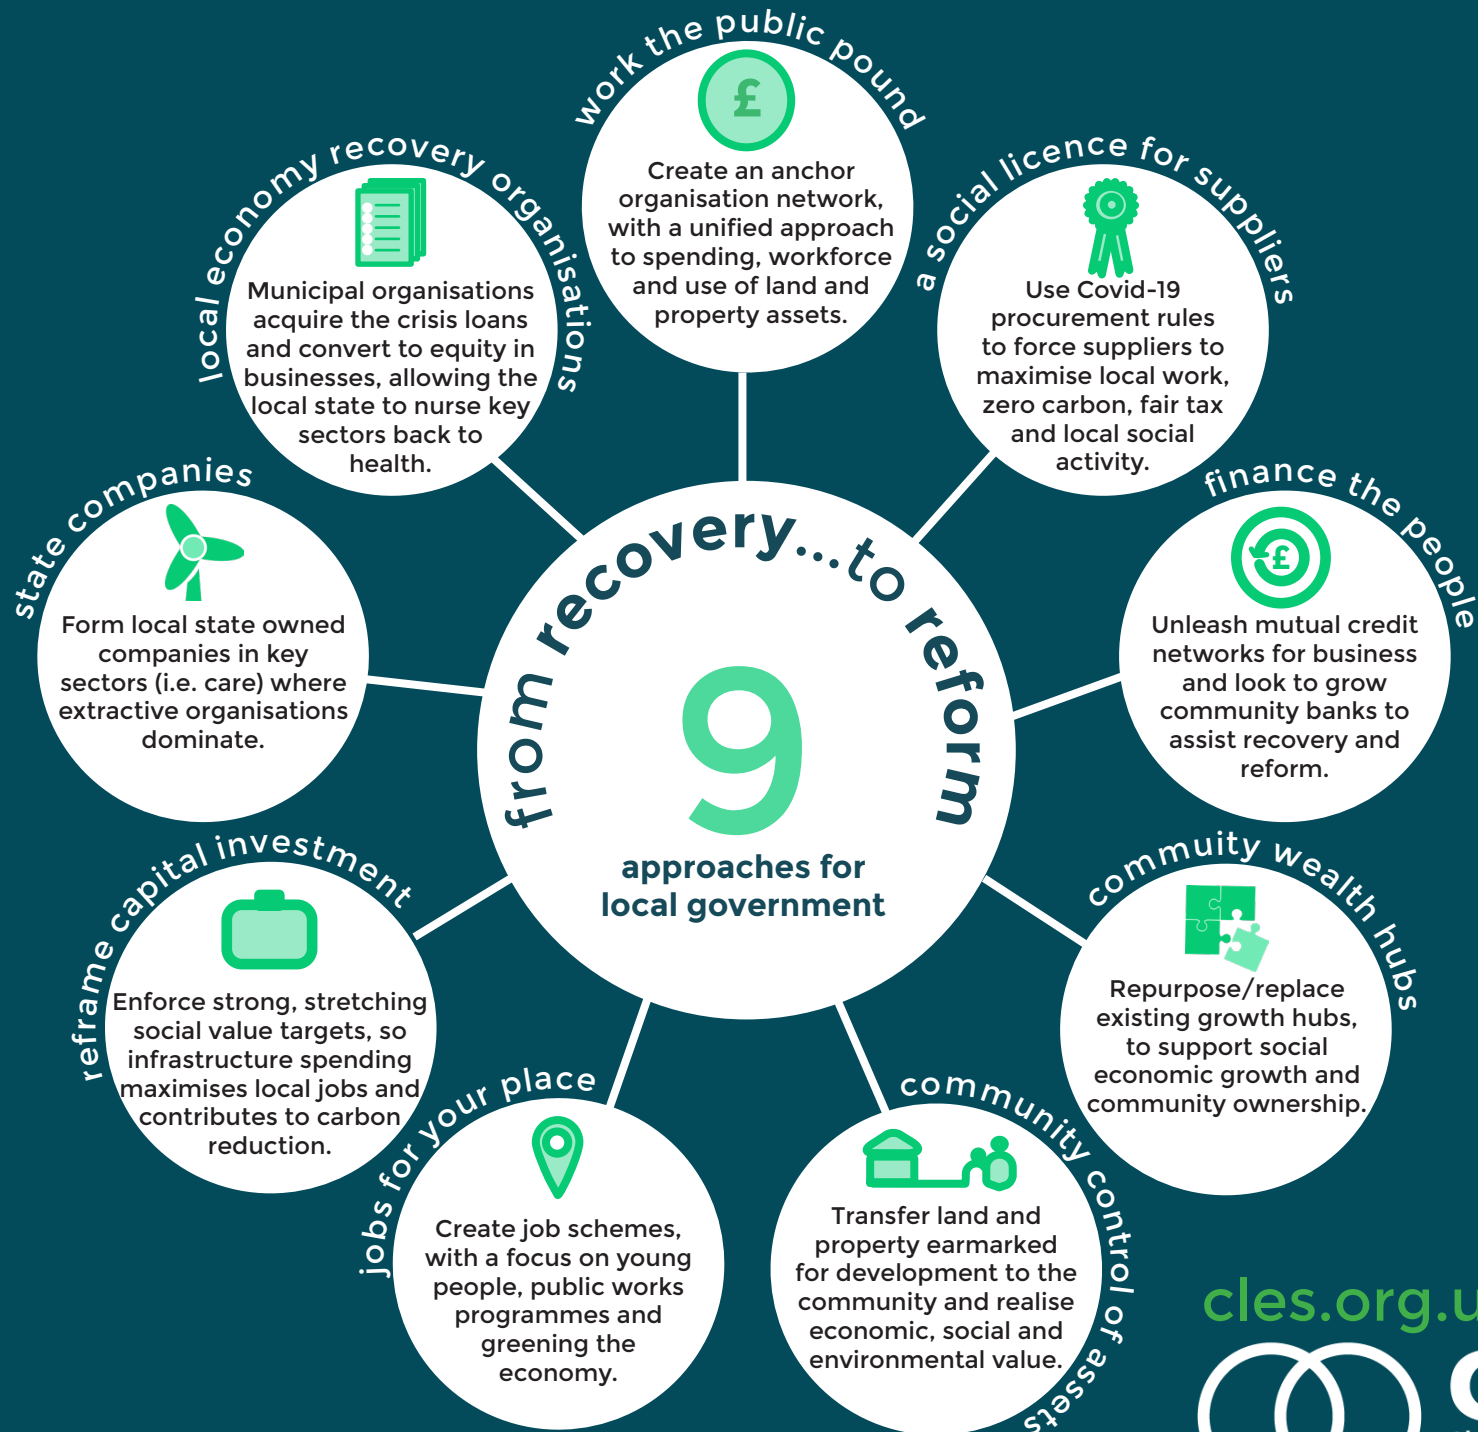 from recovery...to reform
9
approaches for
local government
work the public pound
£
Create an anchor
organisation network,
with a unified approach
to spending, workforce
and use of land and
property assets.
a social licence for suppliers
Use Covid-19
procurement rules
to force suppliers to
maximise local work,
zero carbon, fair tax
and local social
activity.
finance the people
£
Unleash mutual credit
networks for business
and look to grow
community banks to
assist recovery and
reform.
commuity wealth hubs
Repurpose/replace
existing growth hubs,
to support social
economic growth and
community ownership.
community control of assets
Transfer land and
property earmarked
for development to the
community and realise
economic, social and
environmental value.
jobs for your place
Create job schemes,
with a focus on young
people, public works
programmes and
greening the
economy.
reframe capital investment
Enforce strong, stretching
social value targets, so
infrastructure spending
maximises local jobs and
contributes to carbon
reduction.
state companies
Form local state owned
companies in key
sectors (i.e. care) where
extractive organisations
dominate.
local economy recovery organisations
Municipal organisations
acquire the crisis loans
and convert to equity in
businesses, allowing the
local state to nurse key
sectors back to
health.
cles.org.u